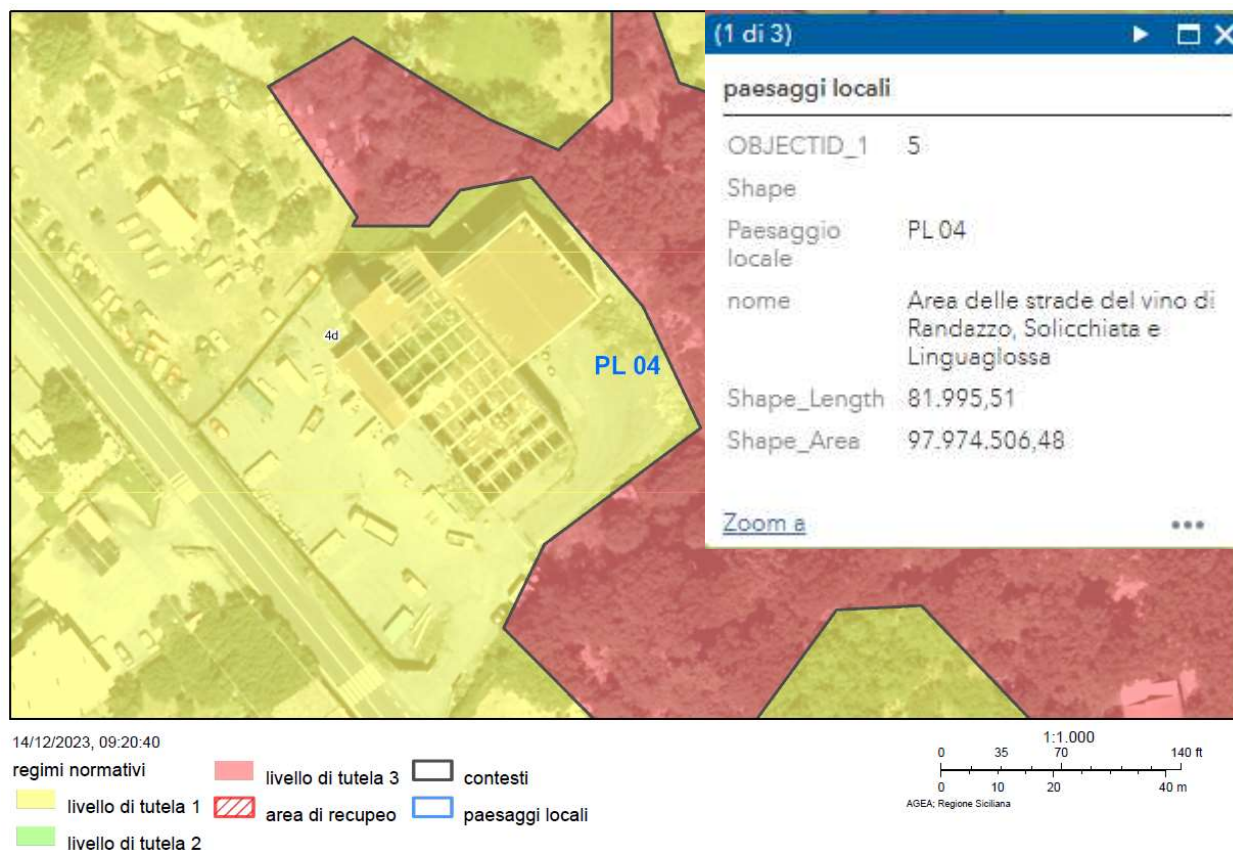 (1 di 3)
paesaggi locali
OBJECTID_1 5
Shape
Paesaggio locale PL 04
nome Area delle strade del vino di
Randazzo, Solicchiata e
Linguaglossa
Shape_Length 81.995,51
Shape_Area 97.974.506,48
Zoom a
4d
PL 04
14/12/2023, 09:20:40
regimi normativi
livello di tutela 1
livello di tutela 2
livello di tutela 3
area di recupeo
contesti
paesaggi locali
1:1.000
0 35 70 140 ft
0 10 20 40 m
AGEA; Regione Siciliana